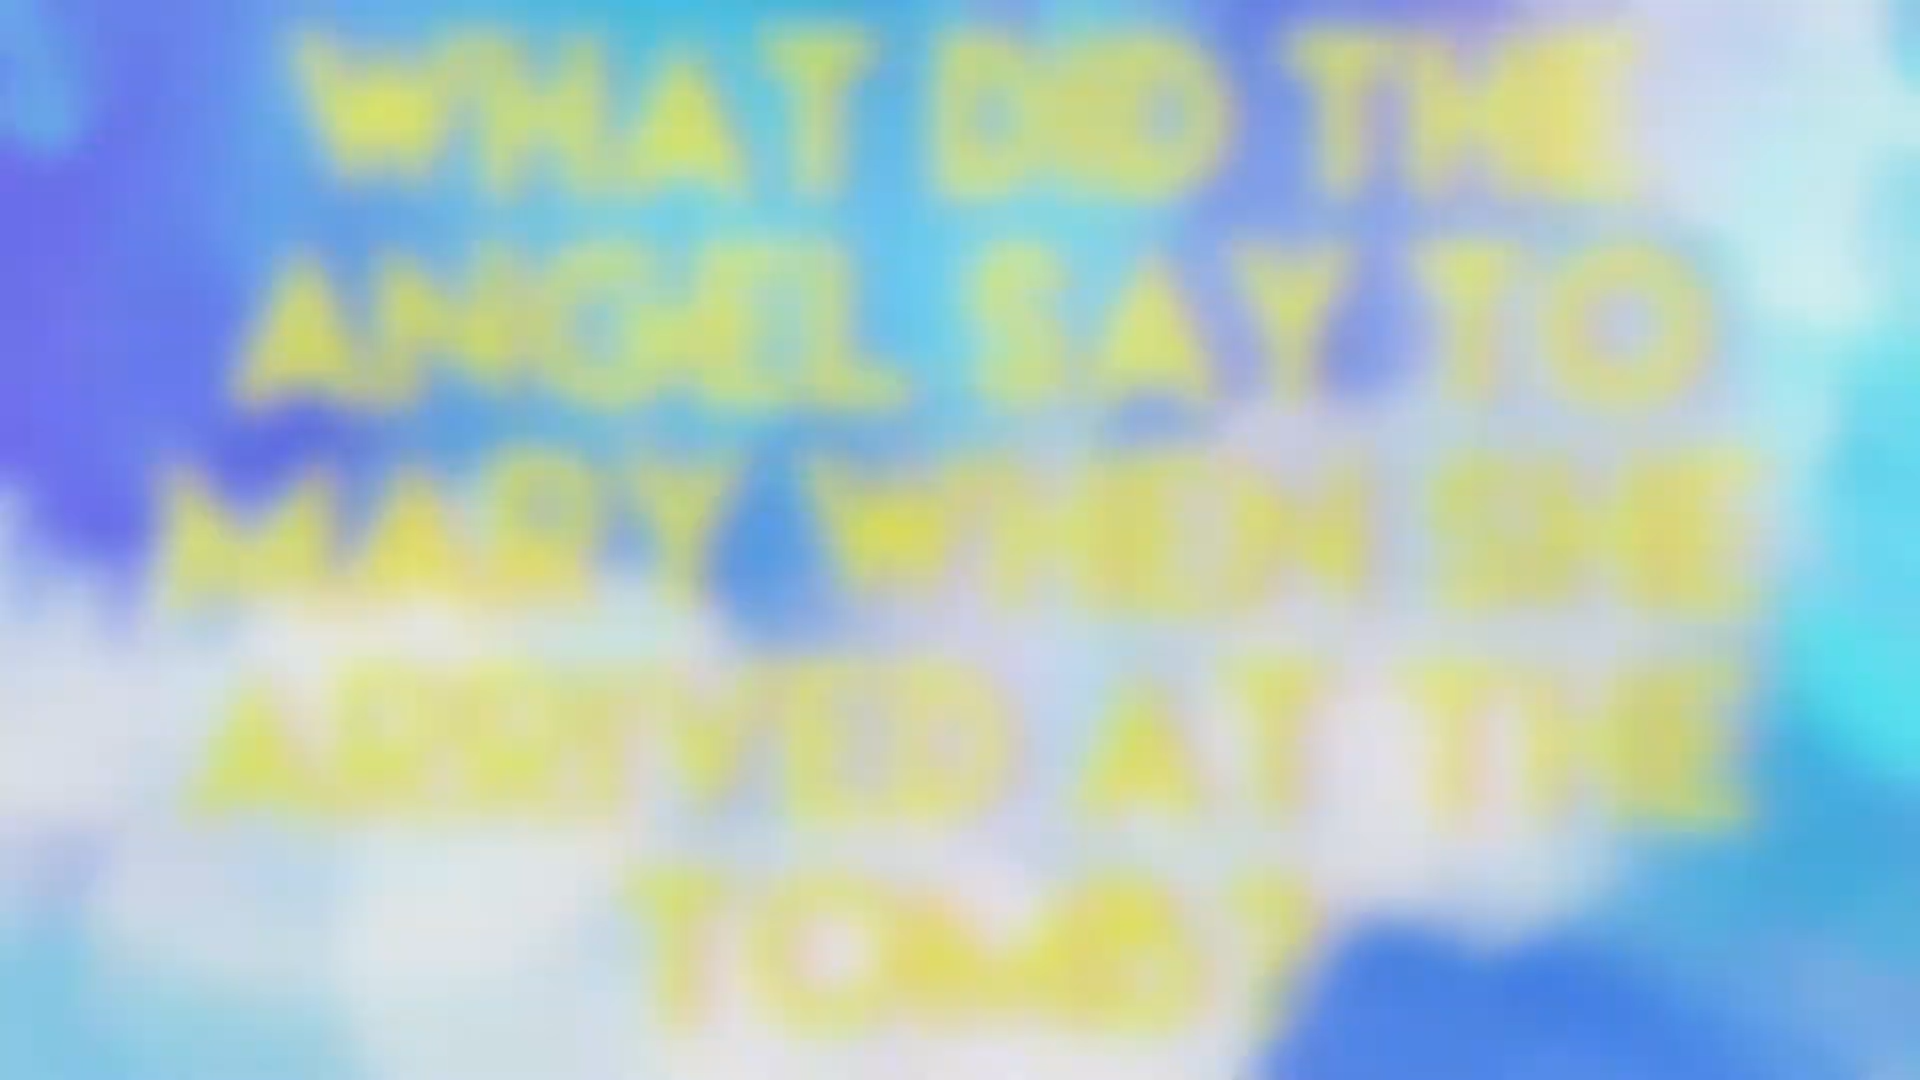 WHAT DID THE
ANGEL SAY TO
MARY WHEN SHE
ARRIVED AT THE
TOMB?